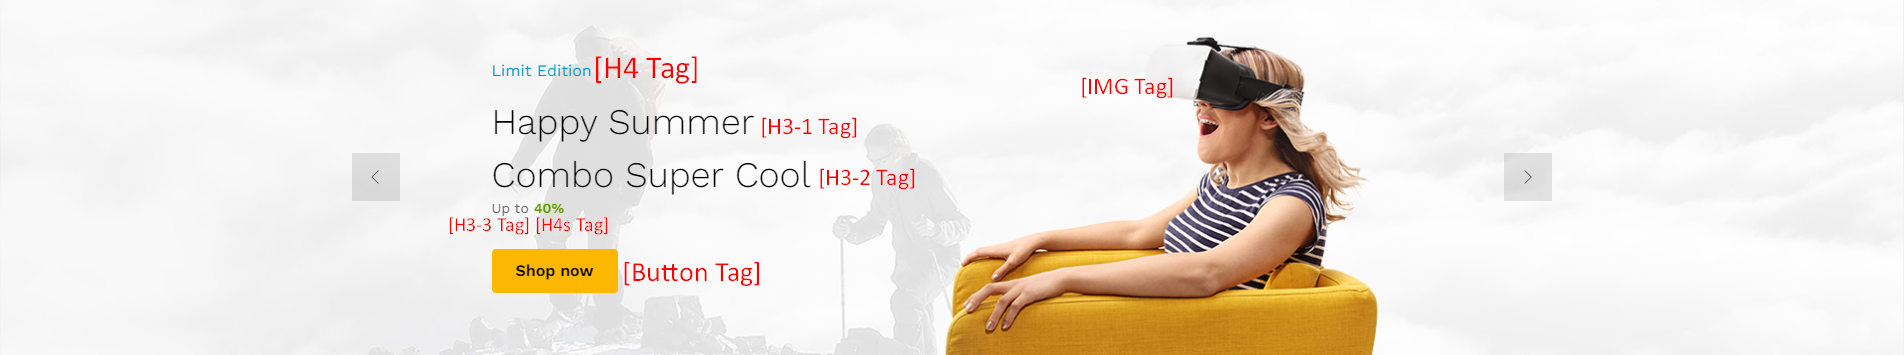 Limit Edition [H4 Tag]
[IMG Tag]
Happy Summer [H3-1 Tag]
Combo Super Cool [H3-2 Tag]
Up to 40%
[H3-3 Tag] [H4s Tag]
Shop now [Button Tag]